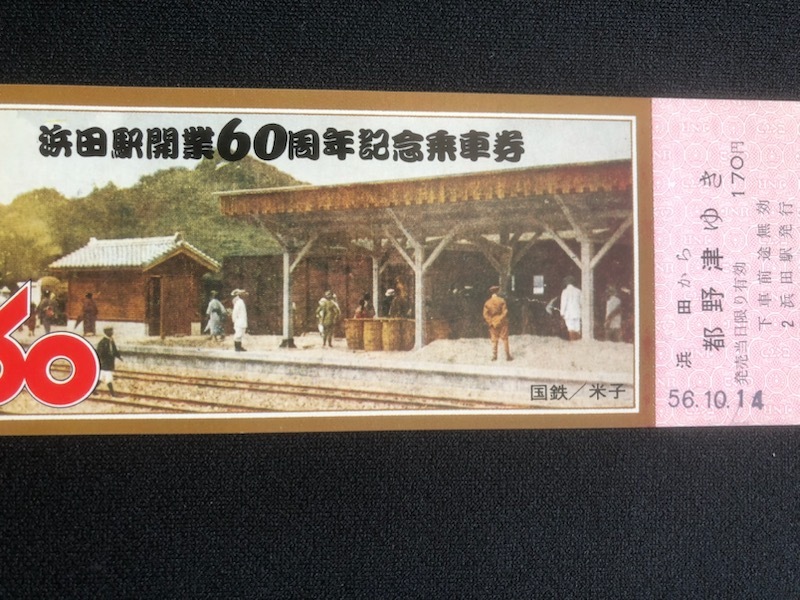 浜田駅開業60周年記念乗車券
60
国鉄／米子
浜田から
都野津ゆき 170円
発売当日限り有効
下車前途無効
2 浜田駅発行
56.10.14